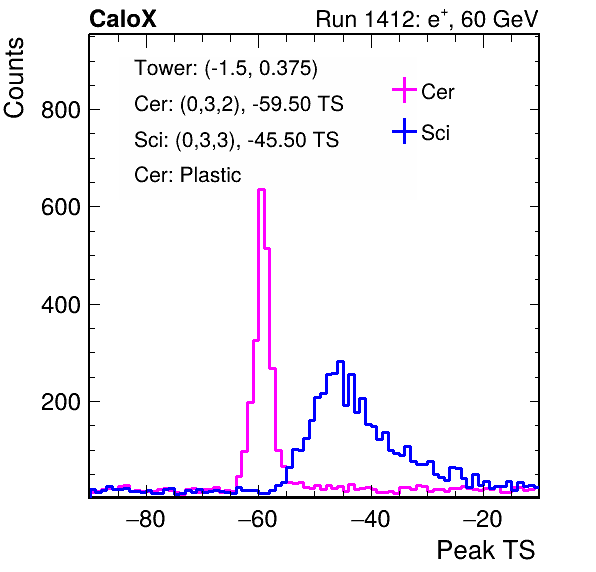 CaloX
Run 1412: e+, 60 GeV
Counts
Tower: (-1.5, 0.375)
Cer: (0,3,2), -59.50 TS
Sci: (0,3,3), -45.50 TS
Cer: Plastic
Cer
Sci
800
600
400
200
−80 −60 −40 −20
Peak TS